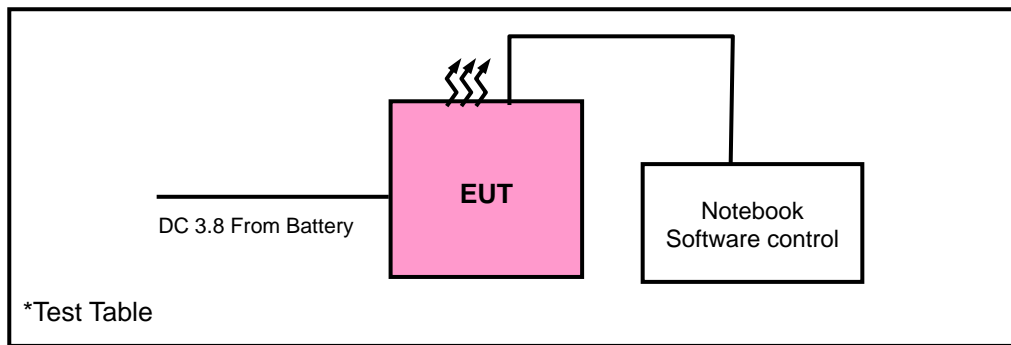 EUT
DC 3.8 From Battery
Notebook
Software control
*Test Table